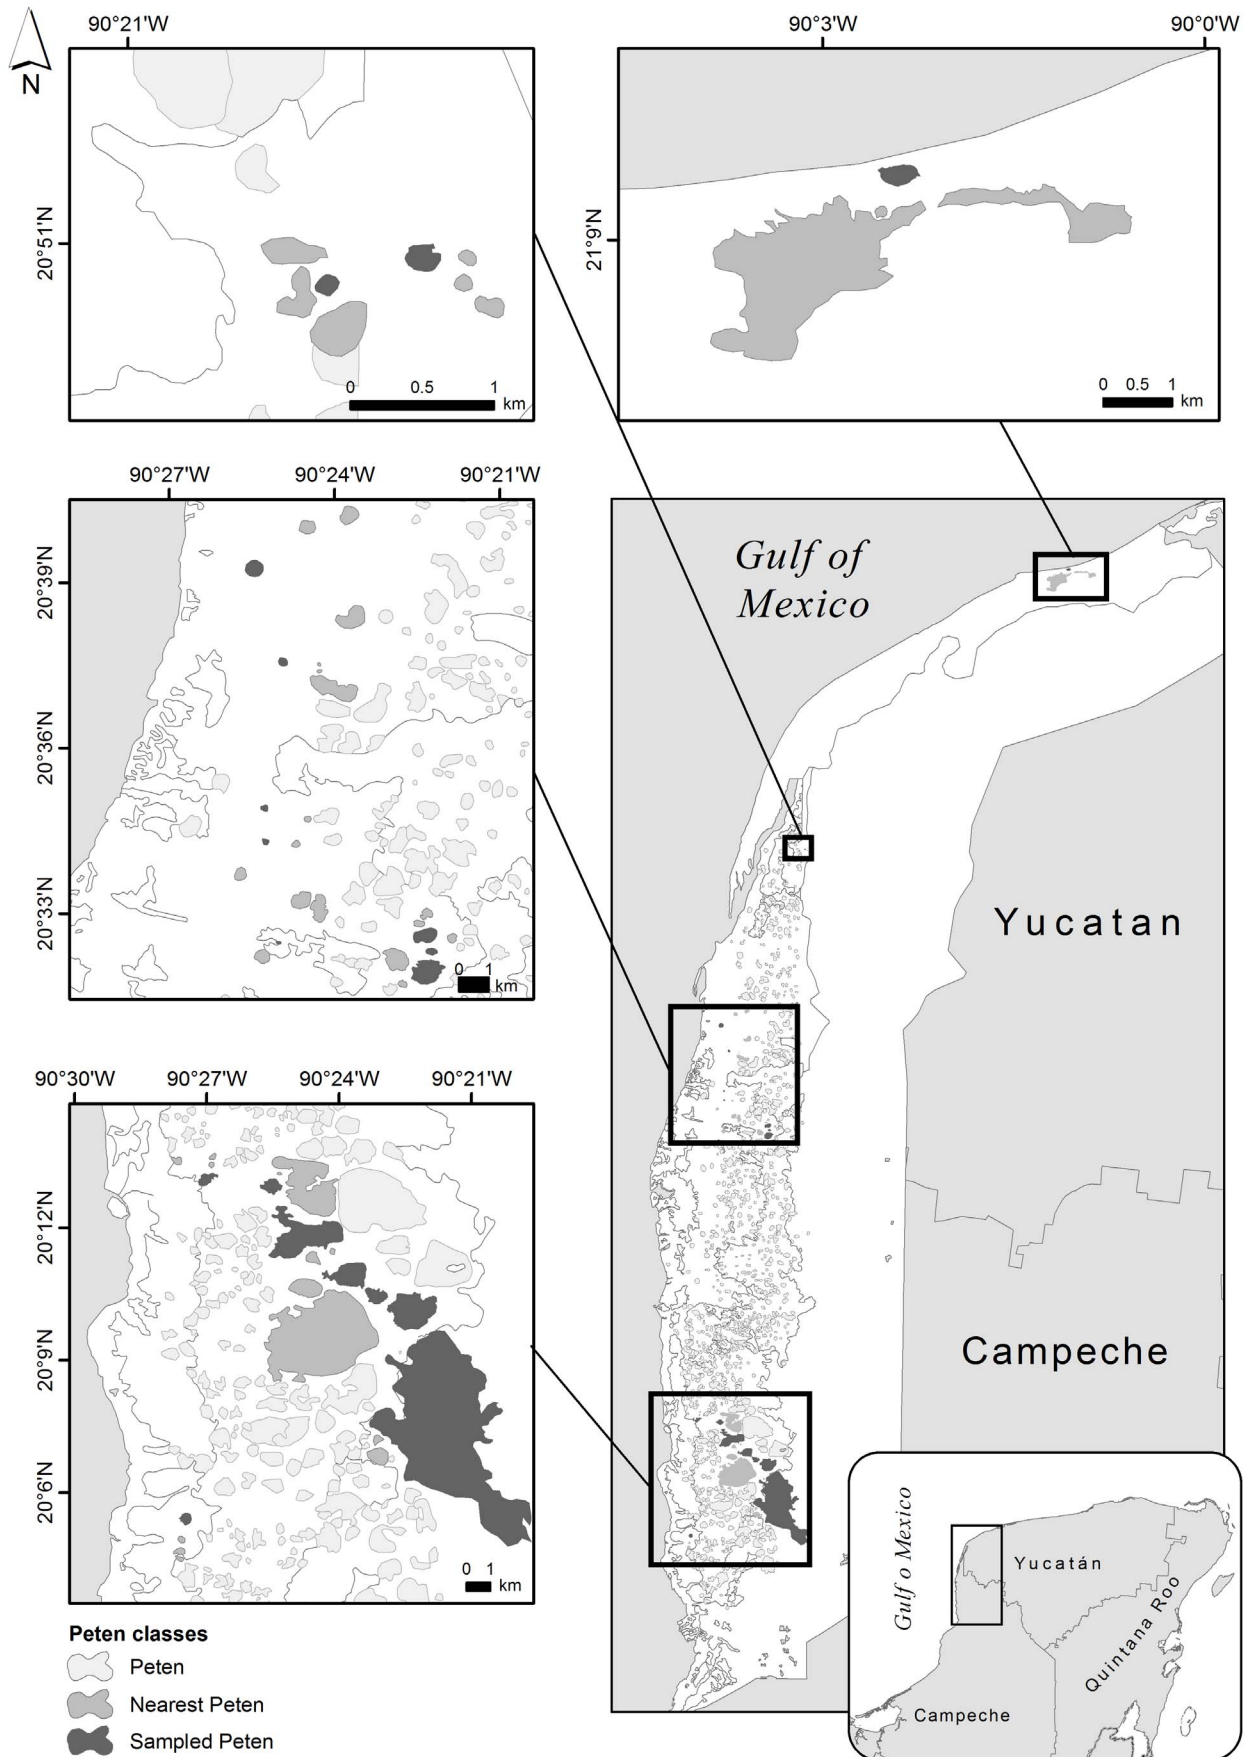 90°21'W
90°3'W
90°0'W
N
20°51'N
0 0.5 1
km
21°9'N
0 0.5 1
km
90°27'W
90°24'W
90°21'W
20°39'N
20°36'N
20°33'N
0 1
km
Gulf of
Mexico
Yucatan
Campeche
90°30'W
90°27'W
90°24'W
90°21'W
20°12'N
20°9'N
20°6'N
0 1
km
Gulf o Mexico
Yucatán
Quintana Roo
Campeche
Peten classes
Peten
Nearest Peten
Sampled Peten